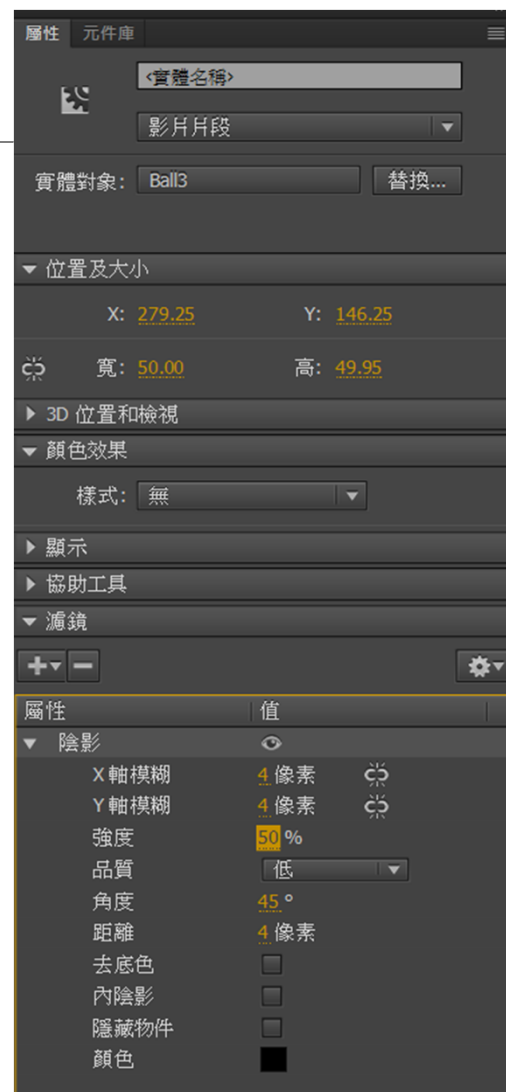 屬性 元件庫
<實體名稱>
影片片段
實體對象: Ball3 替換...
位置及大小
X: 279.25 Y: 146.25
寬: 50.00 高: 49.95
3D 位置和檢視
顏色效果
樣式: 無
顯示
協助工具
濾鏡
屬性 值
陰影
X 軸模糊 4 像素
Y 軸模糊 4 像素
強度 50 %
品質 低
角度 45 °
距離 4 像素
去底色
內陰影
隱藏物件
顏色